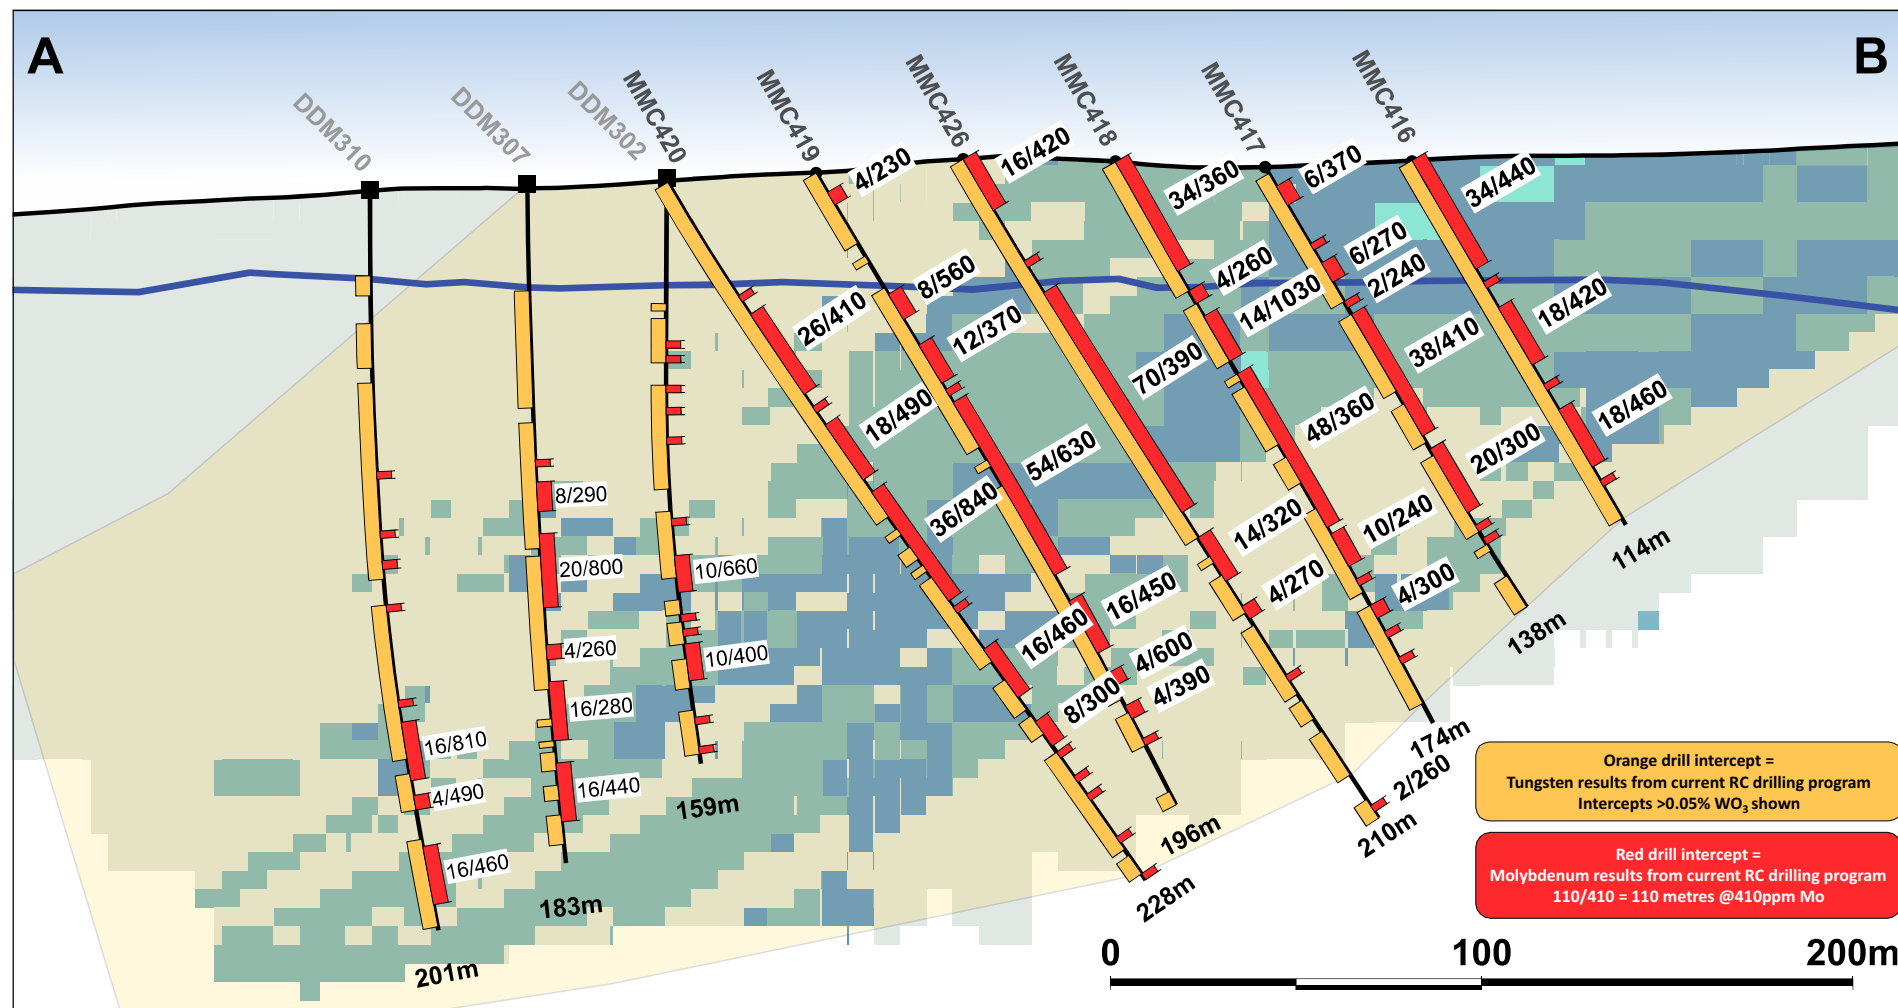 A
B
DDM310
DDM307
DDM302
MMC420
MMC419
MMC426
MMC418
MMC417
MMC416
4/230
16/420
34/360
6/370
34/440
8/560
4/260
6/270
2/240
26/410
12/370
14/1030
38/410
18/420
70/390
18/490
54/630
48/360
20/300
18/460
8/290
36/840
14/320
10/240
20/800
10/660
16/450
4/270
4/300
114m
4/260
10/400
16/460
4/600
138m
16/280
8/300
4/390
16/810
174m
4/490
16/440
159m
2/260
196m
210m
16/460
183m
228m
201m
Orange drill intercept =
Tungsten results from current RC drilling program
Intercepts >0.05% WO₃ shown
Red drill intercept =
Molybdenum results from current RC drilling program
110/410 = 110 metres @410ppm Mo
0 100 200m